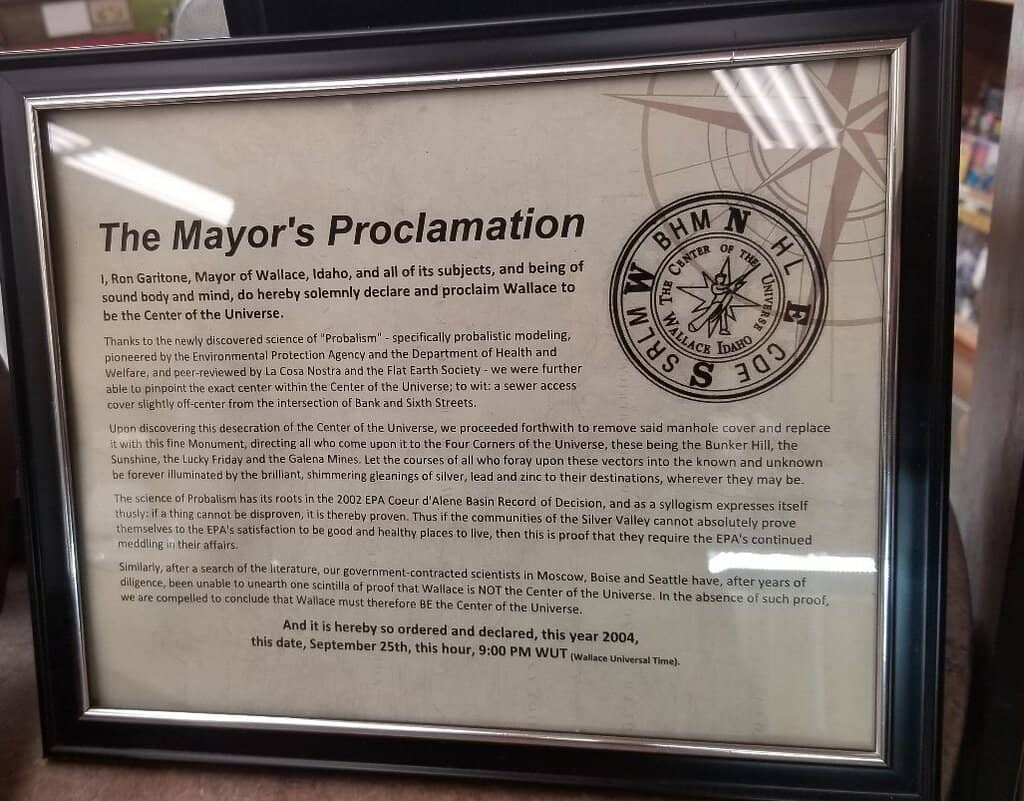 The Mayor's Proclamation
I, Ron Garitone, Mayor of Wallace, Idaho, and all of its subjects, and being of
sound body and mind, do hereby solemnly declare and proclaim Wallace to
be the Center of the Universe.
Thanks to the newly discovered science of "Probalism" - specifically probalistic modeling,
pioneered by the Environmental Protection Agency and the Department of Health and
Welfare, and peer-reviewed by La Cosa Nostra and the Flat Earth Society - we were further
able to pinpoint the exact center within the Center of the Universe; to wit: a sewer access
cover slightly off-center from the intersection of Bank and Sixth Streets.
Upon discovering this desecration of the Center of the Universe, we proceeded forthwith to remove said manhole cover and replace
it with this fine Monument, directing all who come upon it to the Four Corners of the Universe, these being the Bunker Hill, the
Sunshine, the Lucky Friday and the Galena Mines. Let the courses of all who foray upon these vectors into the known and unknown
be forever illuminated by the brilliant, shimmering gleanings of silver, lead and zinc to their destinations, wherever they may be.
The science of Probalism has its roots in the 2002 EPA Coeur d'Alene Basin Record of Decision, and as a syllogism expresses itself
thusly: if a thing cannot be disproven, it is thereby proven. Thus if the communities of the Silver Valley cannot absolutely prove
themselves to the EPA's satisfaction to be good and healthy places to live, then this is proof that they require the EPA's continued
meddling in their affairs.
Similarly, after a search of the literature, our government-contracted scientists in Moscow, Boise and Seattle have, after years of
diligence, been unable to unearth one scintilla of proof that Wallace is NOT the Center of the Universe. In the absence of such proof,
we are compelled to conclude that Wallace must therefore BE the Center of the Universe.
And it is hereby so ordered and declared, this year 2004,
this date, September 25th, this hour, 9:00 PM WUT (Wallace Universal Time).
N HL E CDE S SRLM W BHM
THE CENTER OF THE UNIVERSE
WALLACE IDAHO